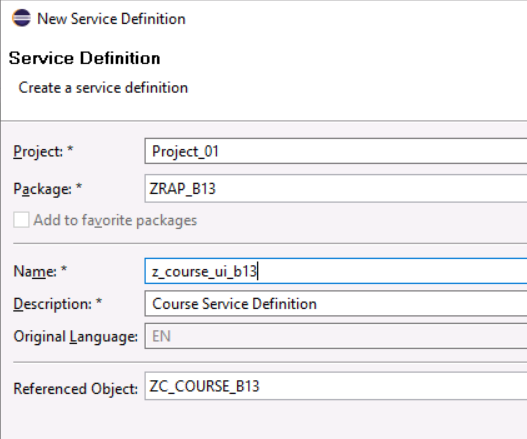 New Service Definition
Service Definition
Create a service definition
Project: * Project_01
Package: * ZRAP_B13
Add to favorite packages
Name: * z_course_ui_b13
Description: * Course Service Definition
Original Language: EN
Referenced Object: ZC_COURSE_B13